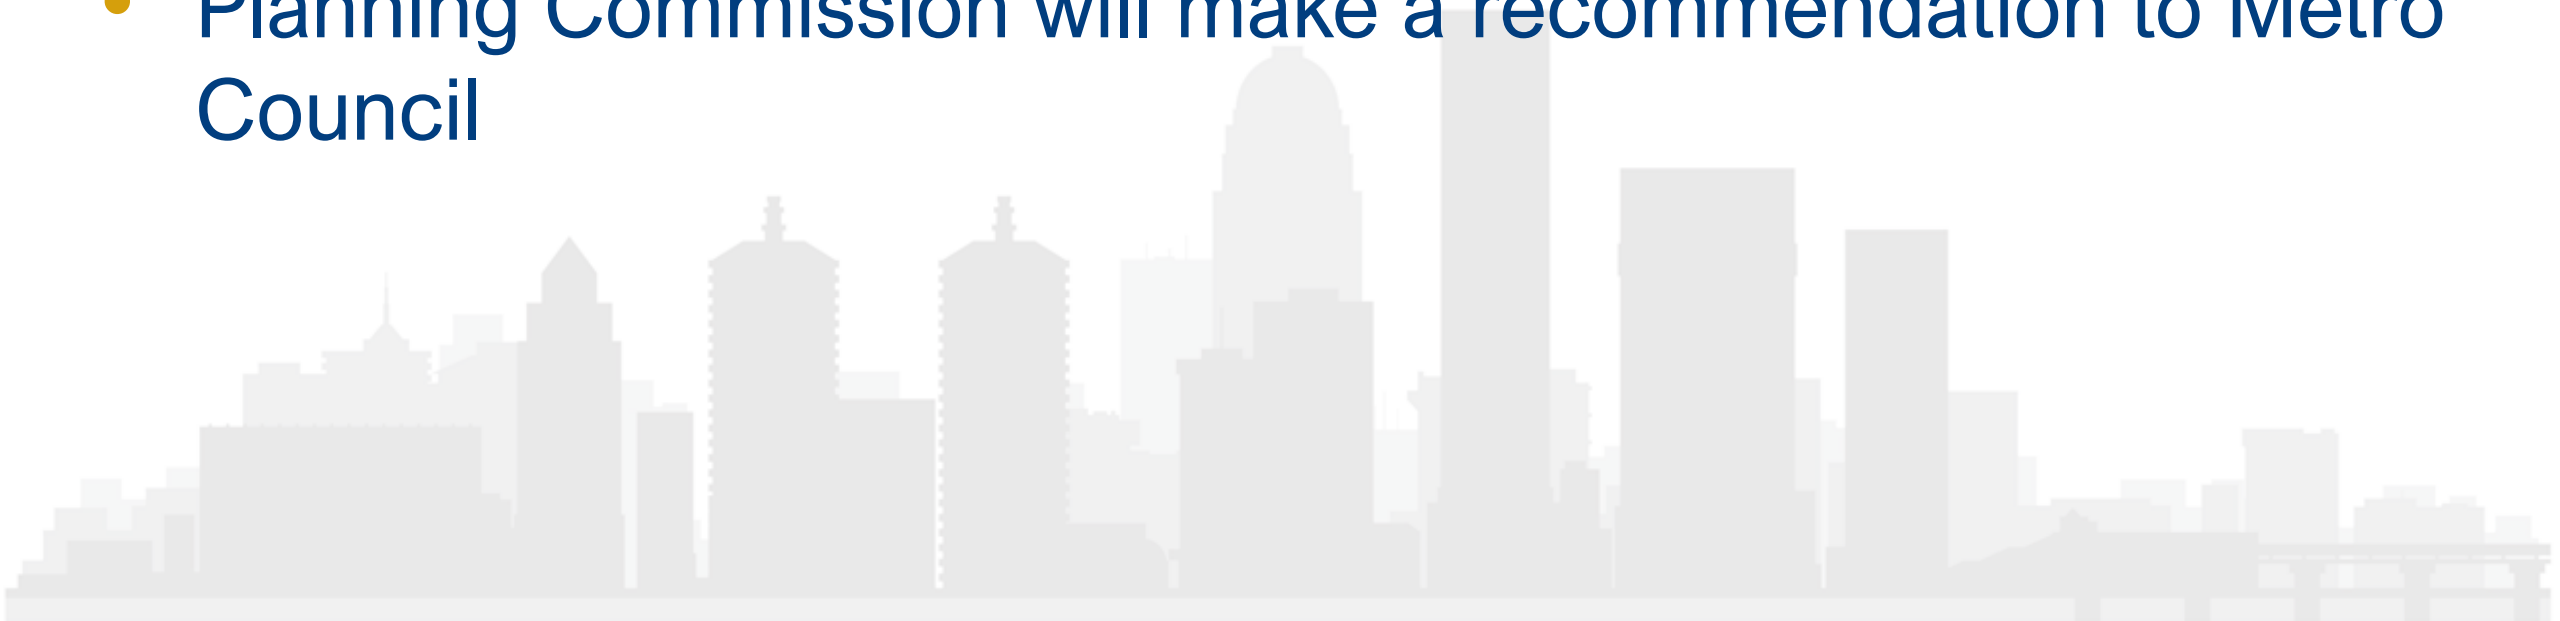 • Planning Commission will make a recommendation to Metro
Council